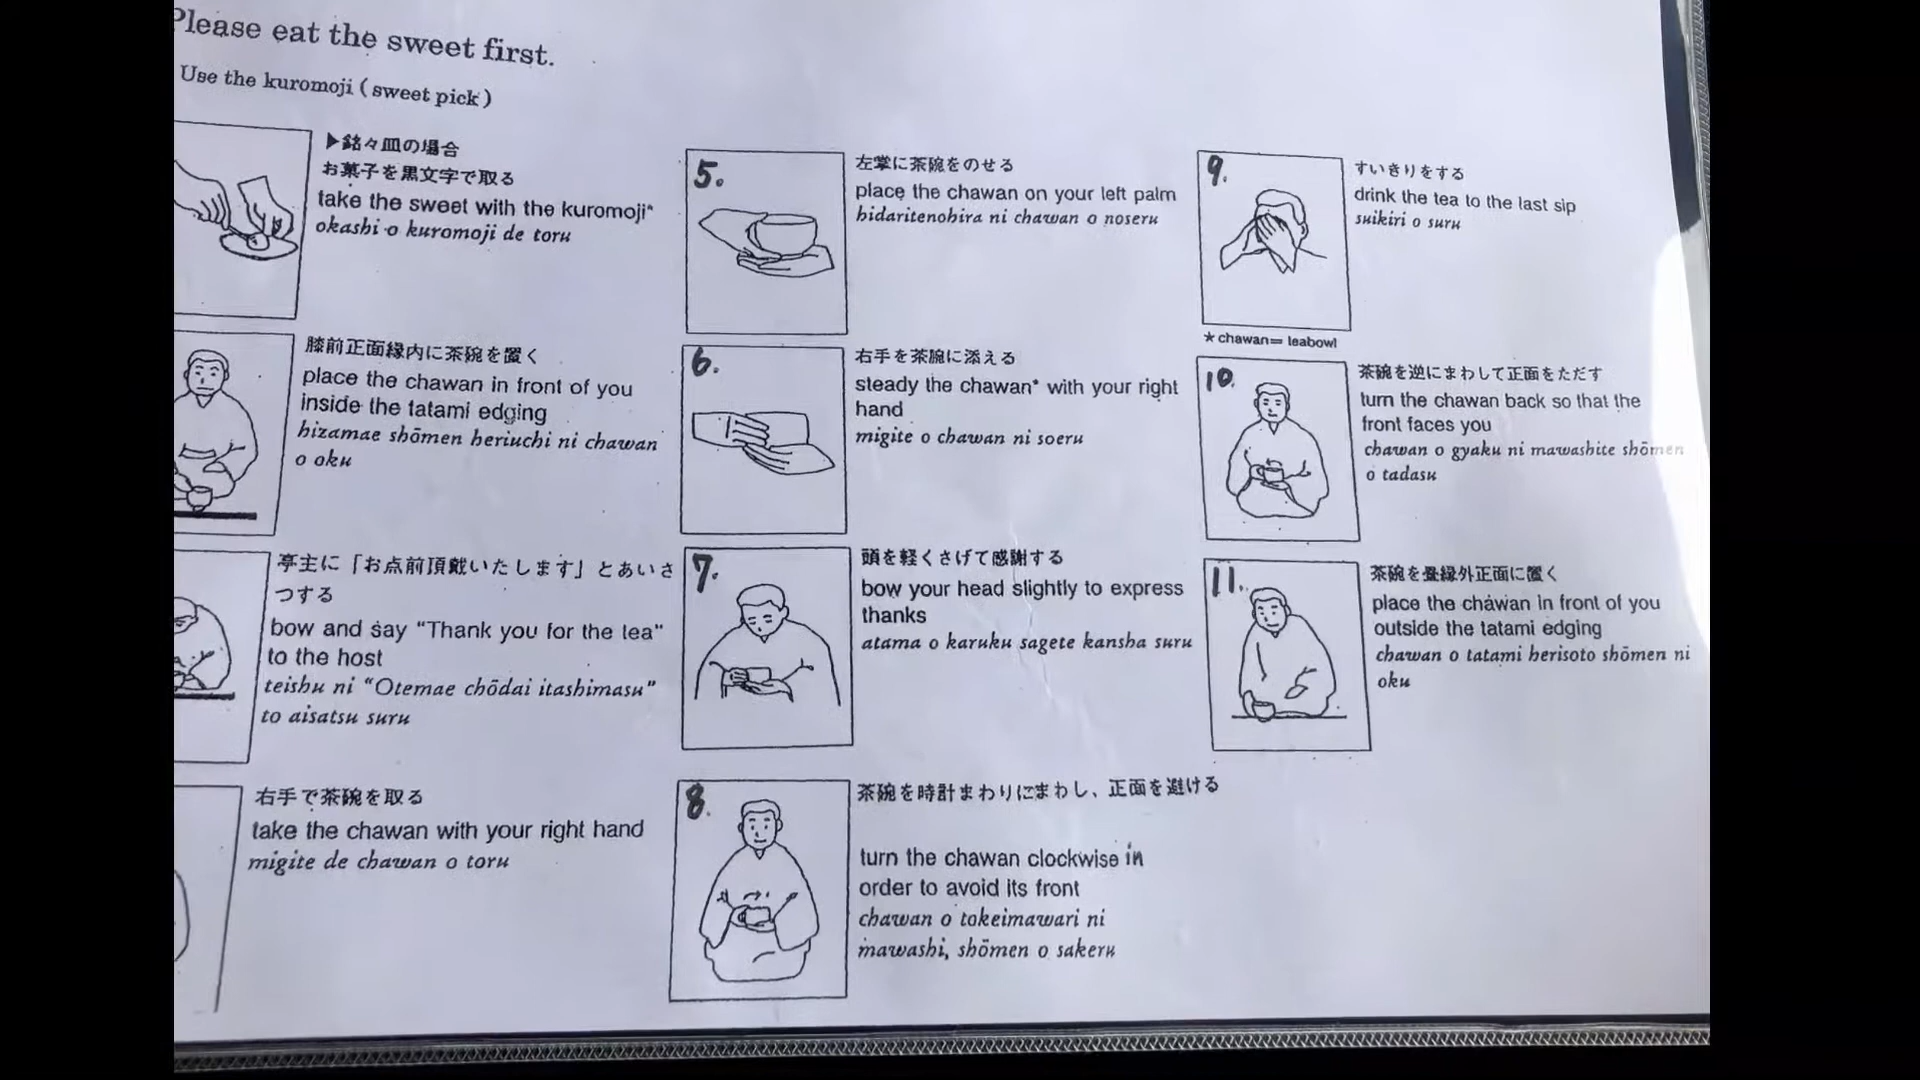 Please eat the sweet first.
Use the kuromoji ( sweet pick )
▶銘々皿の場合
お菓子を黒文字で取る
take the sweet with the kuromoji*
okashi o kuromoji de toru
膝前正面縁内に茶碗を置く
place the chawan in front of you
inside the tatami edging
hizamae shōmen heriuchi ni chawan
o oku
亭主に「お点前頂戴いたします」とあいさ
つする
bow and say “Thank you for the tea”
to the host
teishu ni “Otemae chōdai itashimasu”
to aisatsu suru
右手で茶碗を取る
take the chawan with your right hand
migite de chawan o toru
5.
左掌に茶碗をのせる
place the chawan on your left palm
hidaritenohira ni chawan o noseru
6.
右手を茶碗に添える
steady the chawan* with your right
hand
migite o chawan ni soeru
7.
頭を軽くさげて感謝する
bow your head slightly to express
thanks
atama o karuku sagete kansha suru
8.
茶碗を時計まわりにまわし、正面を避ける
turn the chawan clockwise in
order to avoid its front
chawan o tokeimawari ni
mawashi, shōmen o sakeru
9.
すいきりをする
drink the tea to the last sip
suikiri o suru
★chawan= teabowl
10.
茶碗を逆にまわして正面をただす
turn the chawan back so that the
front faces you
chawan o gyaku ni mawashite shōmen
o tadasu
11.
茶碗を畳縁外正面に置く
place the chawan in front of you
outside the tatami edging
chawan o tatami herisoto shōmen ni
oku